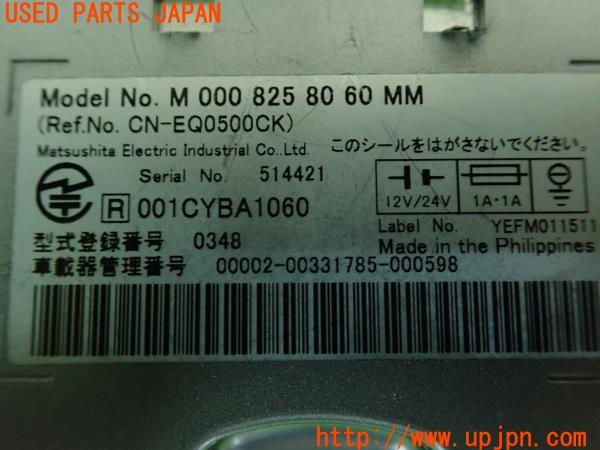 USED PARTS JAPAN
Model No. M 000 825 80 60 MM
(Ref.No. CN-EQ0500CK)
このシールをはがさないでください。
Matsushita Electric Industrial Co.,Ltd.
Serial No. 514421
12V/24V 1A・1A
R 001CYBA1060
Label No. YEFM011511
型式登録番号 0348
Made in the Philippines
車載器管理番号 00002-00331785-000598
http://www.upjpn.com